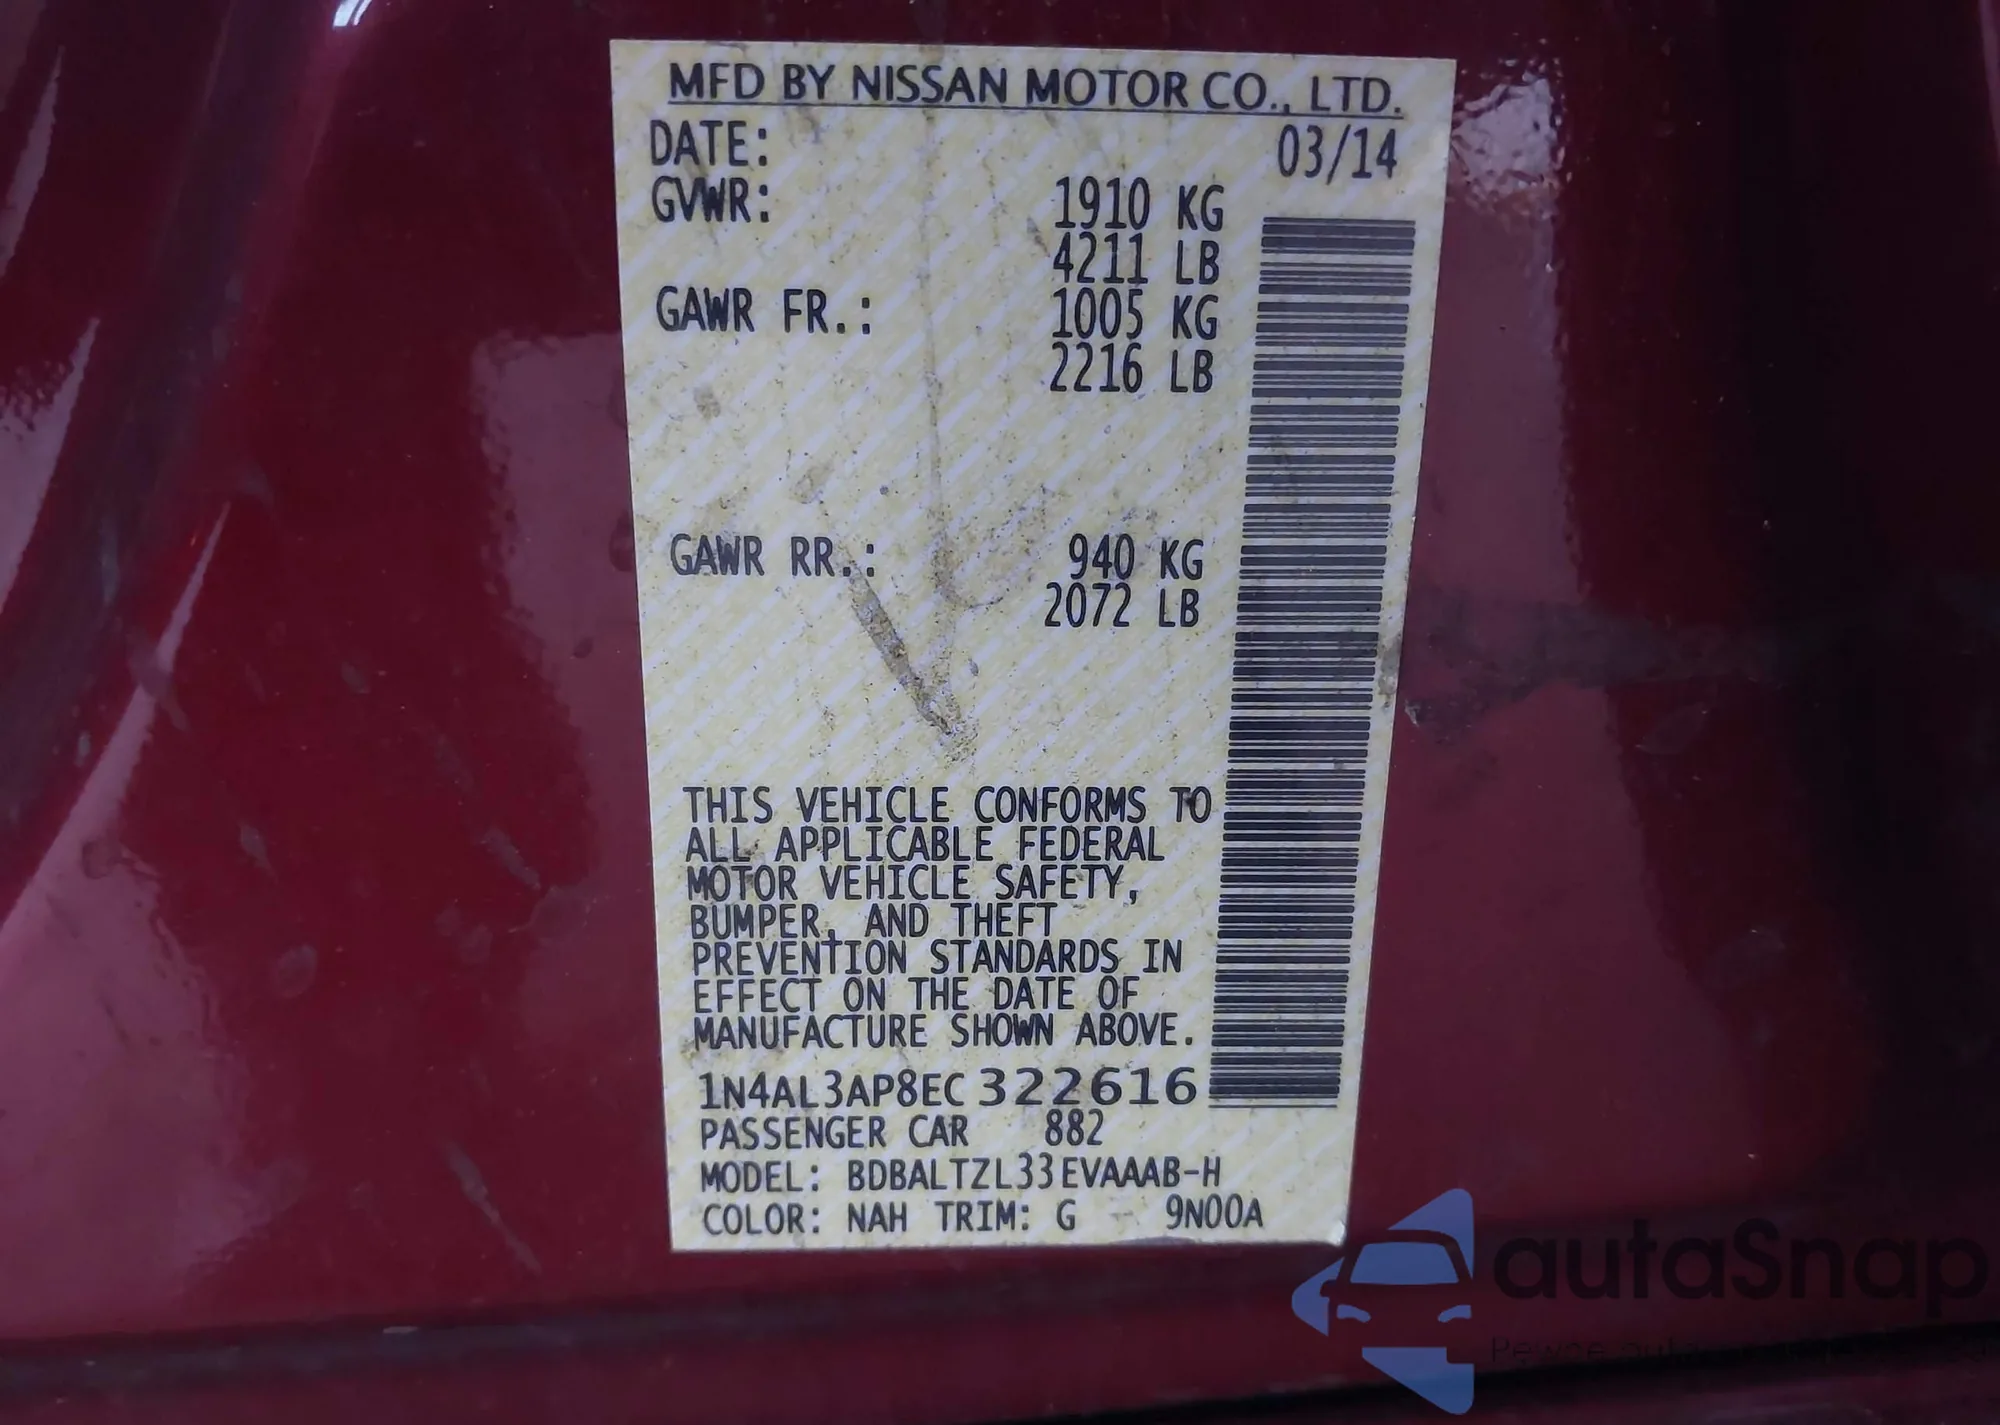 MFD BY NISSAN MOTOR CO., LTD.
DATE: 03/14
GVWR: 1910 KG
4211 LB
GAWR FR.: 1005 KG
2216 LB
GAWR RR.: 940 KG
2072 LB
THIS VEHICLE CONFORMS TO
ALL APPLICABLE FEDERAL
MOTOR VEHICLE SAFETY,
BUMPER, AND THEFT
PREVENTION STANDARDS IN
EFFECT ON THE DATE OF
MANUFACTURE SHOWN ABOVE.
1N4AL3AP8EC322616
PASSENGER CAR 882
MODEL: BDBALTZL33EVAAAB-H
COLOR: NAH TRIM: G 9N00A
autaSnap
Pewne auta